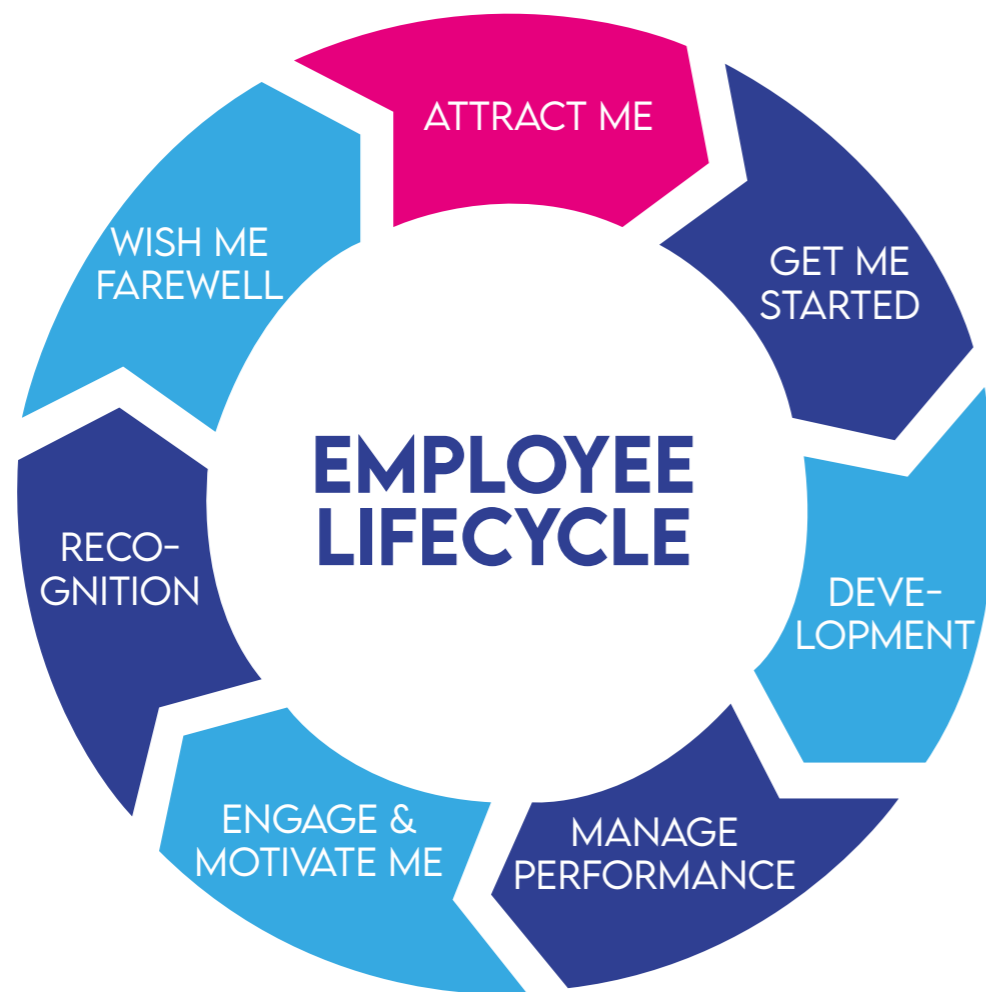 ATTRACT ME
GET ME
STARTED
DEVE-
LOPMENT
MANAGE
PERFORMANCE
ENGAGE &
MOTIVATE ME
RECO-
GNITION
WISH ME
FAREWELL
EMPLOYEE
LIFECYCLE